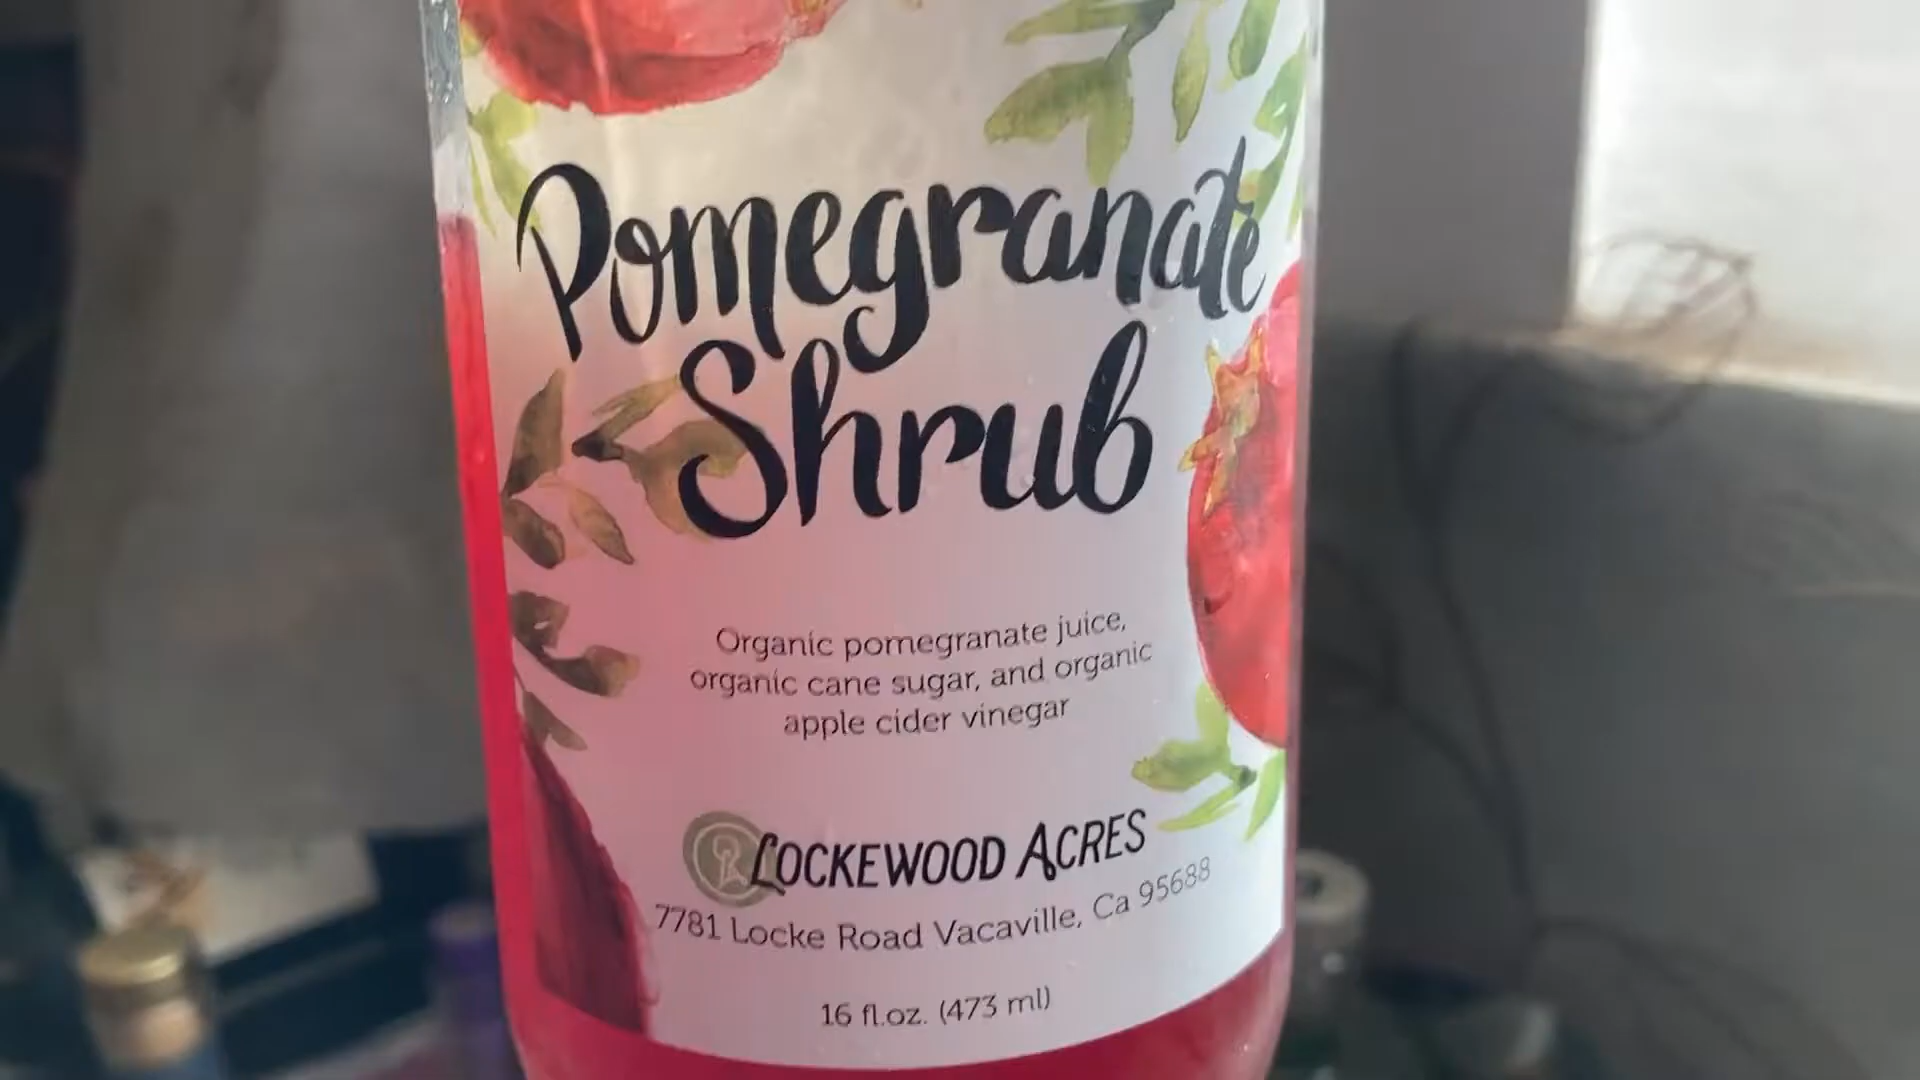 Pomegranate
Shrub
Organic pomegranate juice,
organic cane sugar, and organic
apple cider vinegar
LOCKEWOOD ACRES
7781 Locke Road Vacaville, Ca 95688
16 fl.oz. (473 ml)